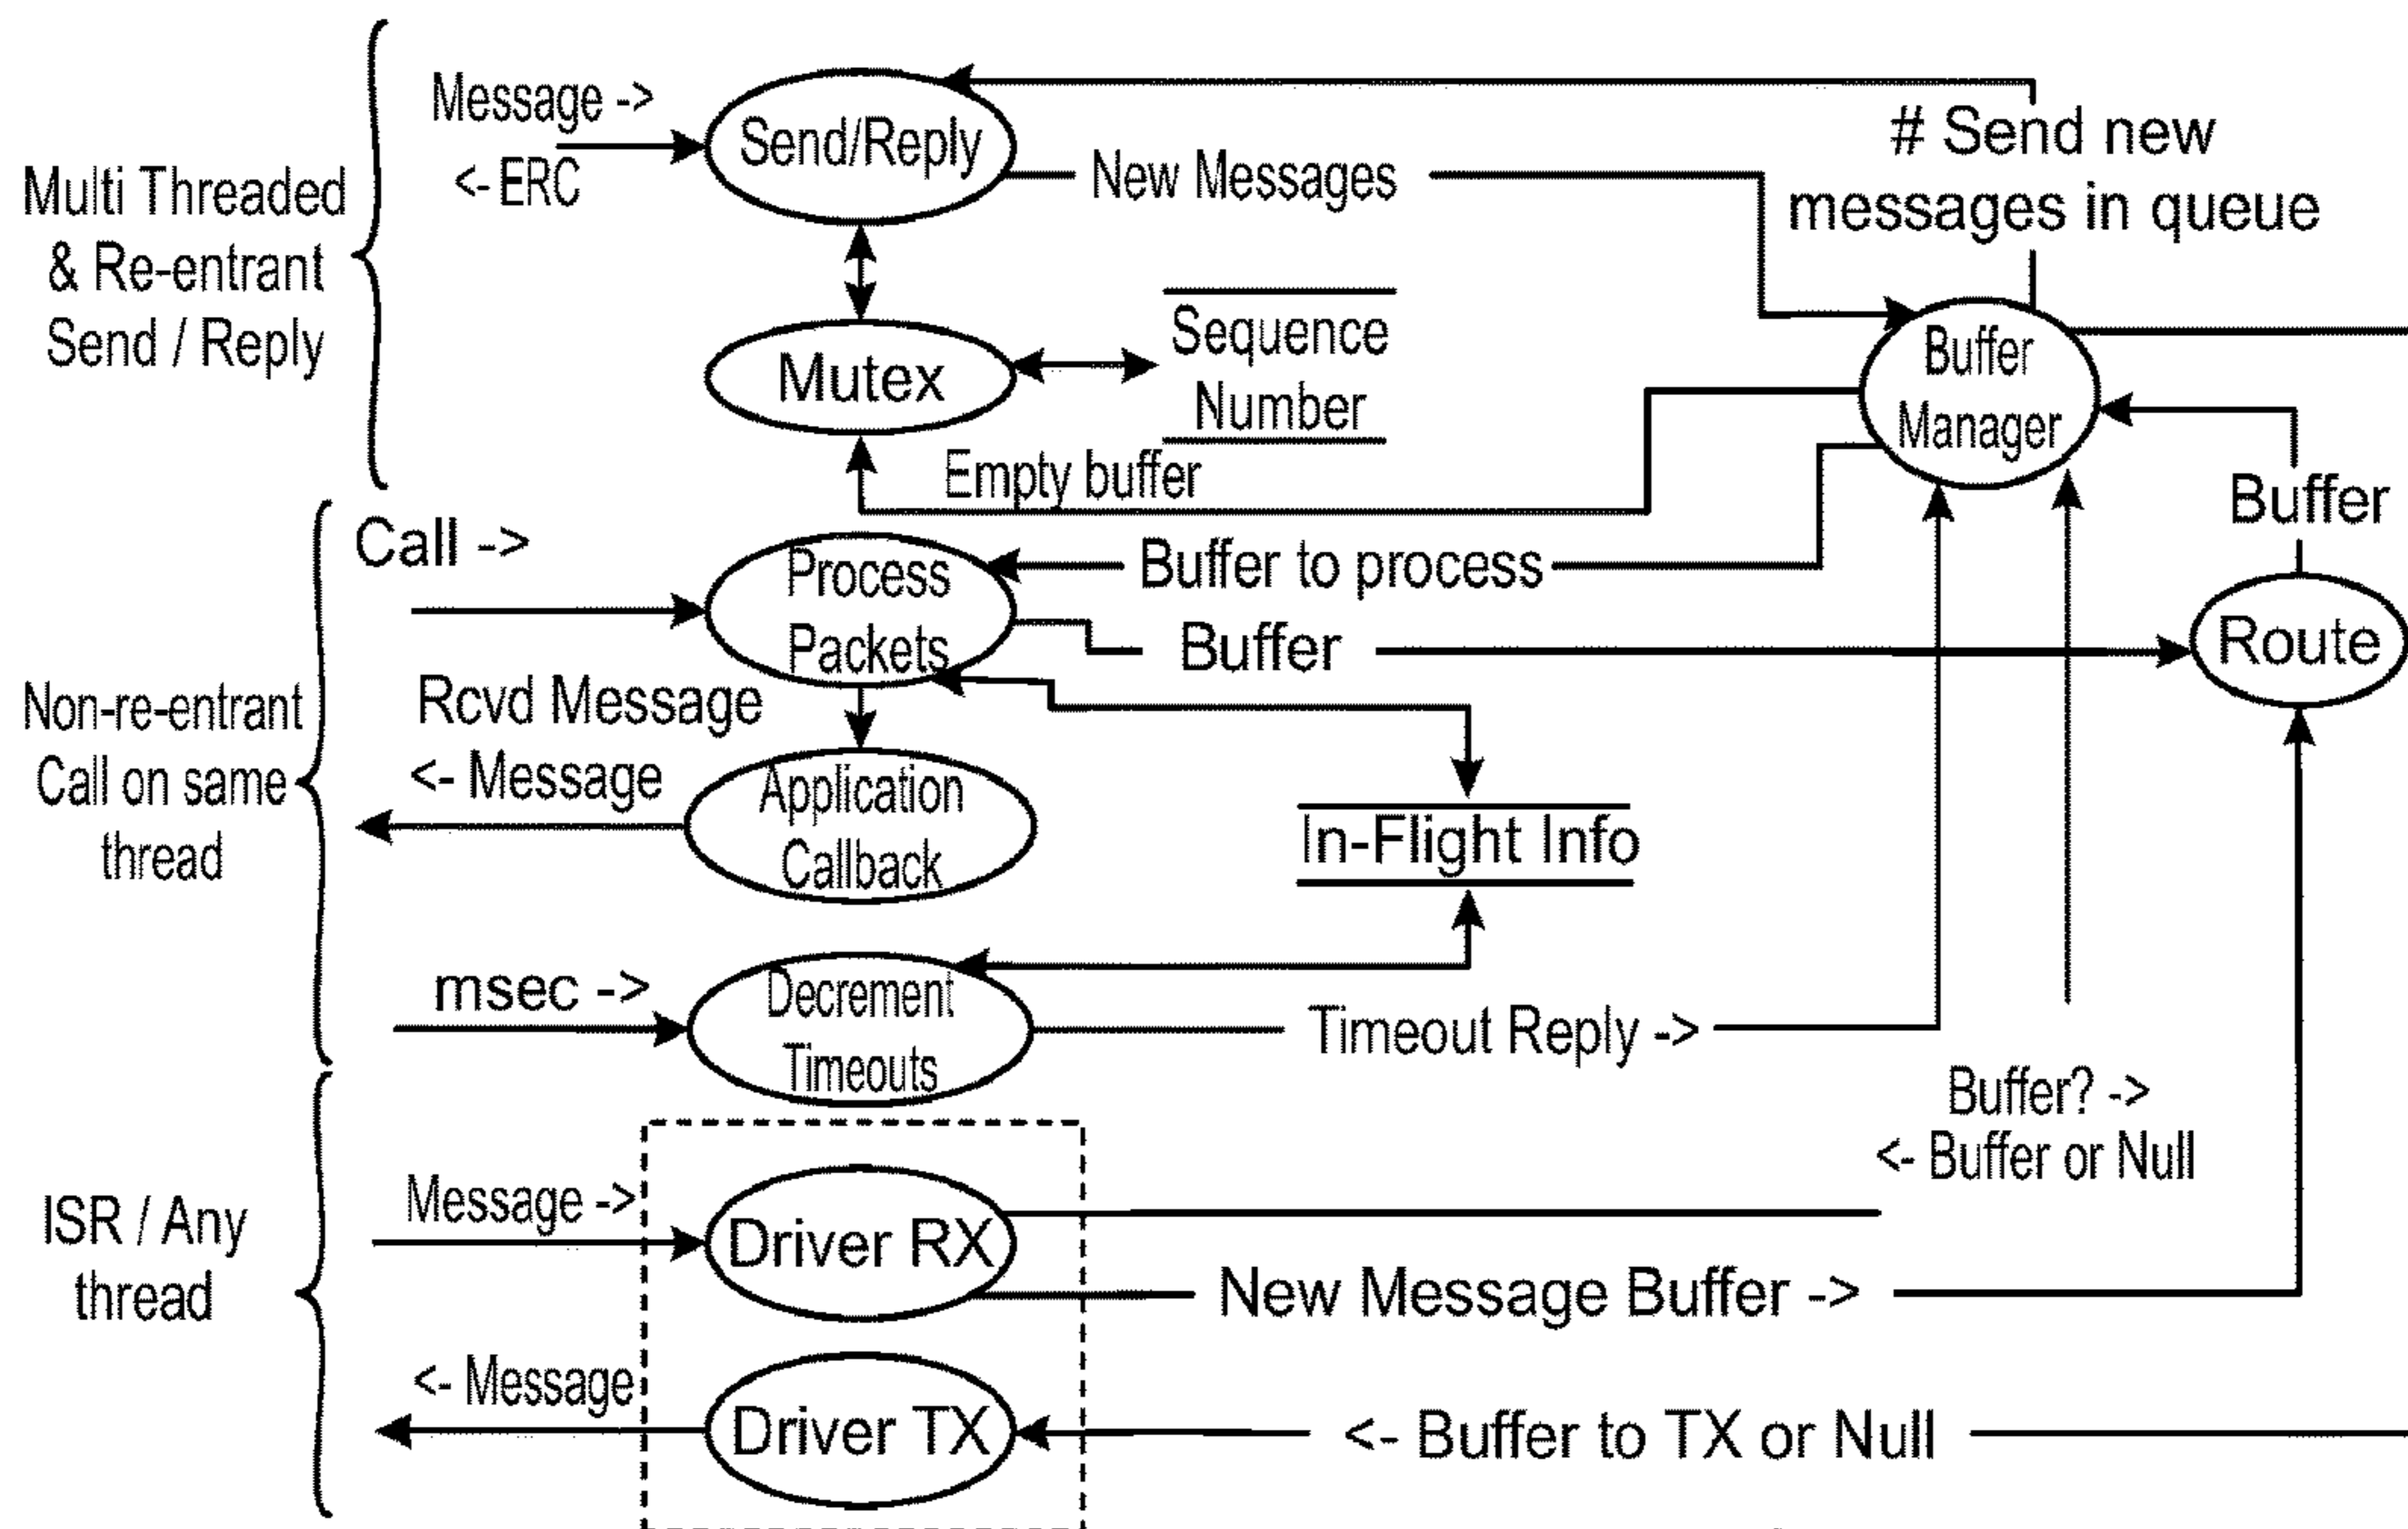 Multi Threaded
& Re-entrant
Send / Reply
Message ->
<- ERC
Send/Reply
New Messages
# Send new
messages in queue
Mutex
Sequence
Number
Buffer
Manager
Empty buffer
Non-re-entrant
Call on same
thread
Call ->
Process
Packets
Buffer to process
Buffer
Buffer
Route
Rcvd Message
<- Message
Application
Callback
In-Flight Info
msec ->
Decrement
Timeouts
Timeout Reply ->
Buffer? ->
<- Buffer or Null
ISR / Any
thread
Message ->
Driver RX
New Message Buffer ->
<- Message
Driver TX
<- Buffer to TX or Null